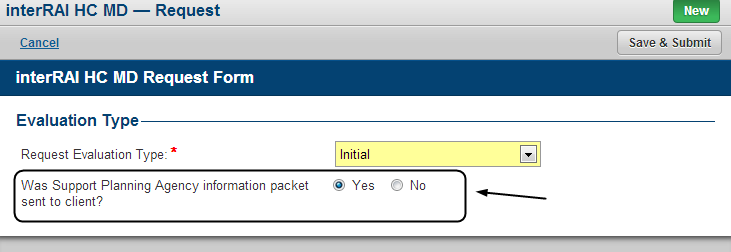 interRAI HC MD — Request
New
Cancel
Save & Submit
interRAI HC MD Request Form
Evaluation Type
Request Evaluation Type: *
Initial
Was Support Planning Agency information packet
sent to client?
Yes
No